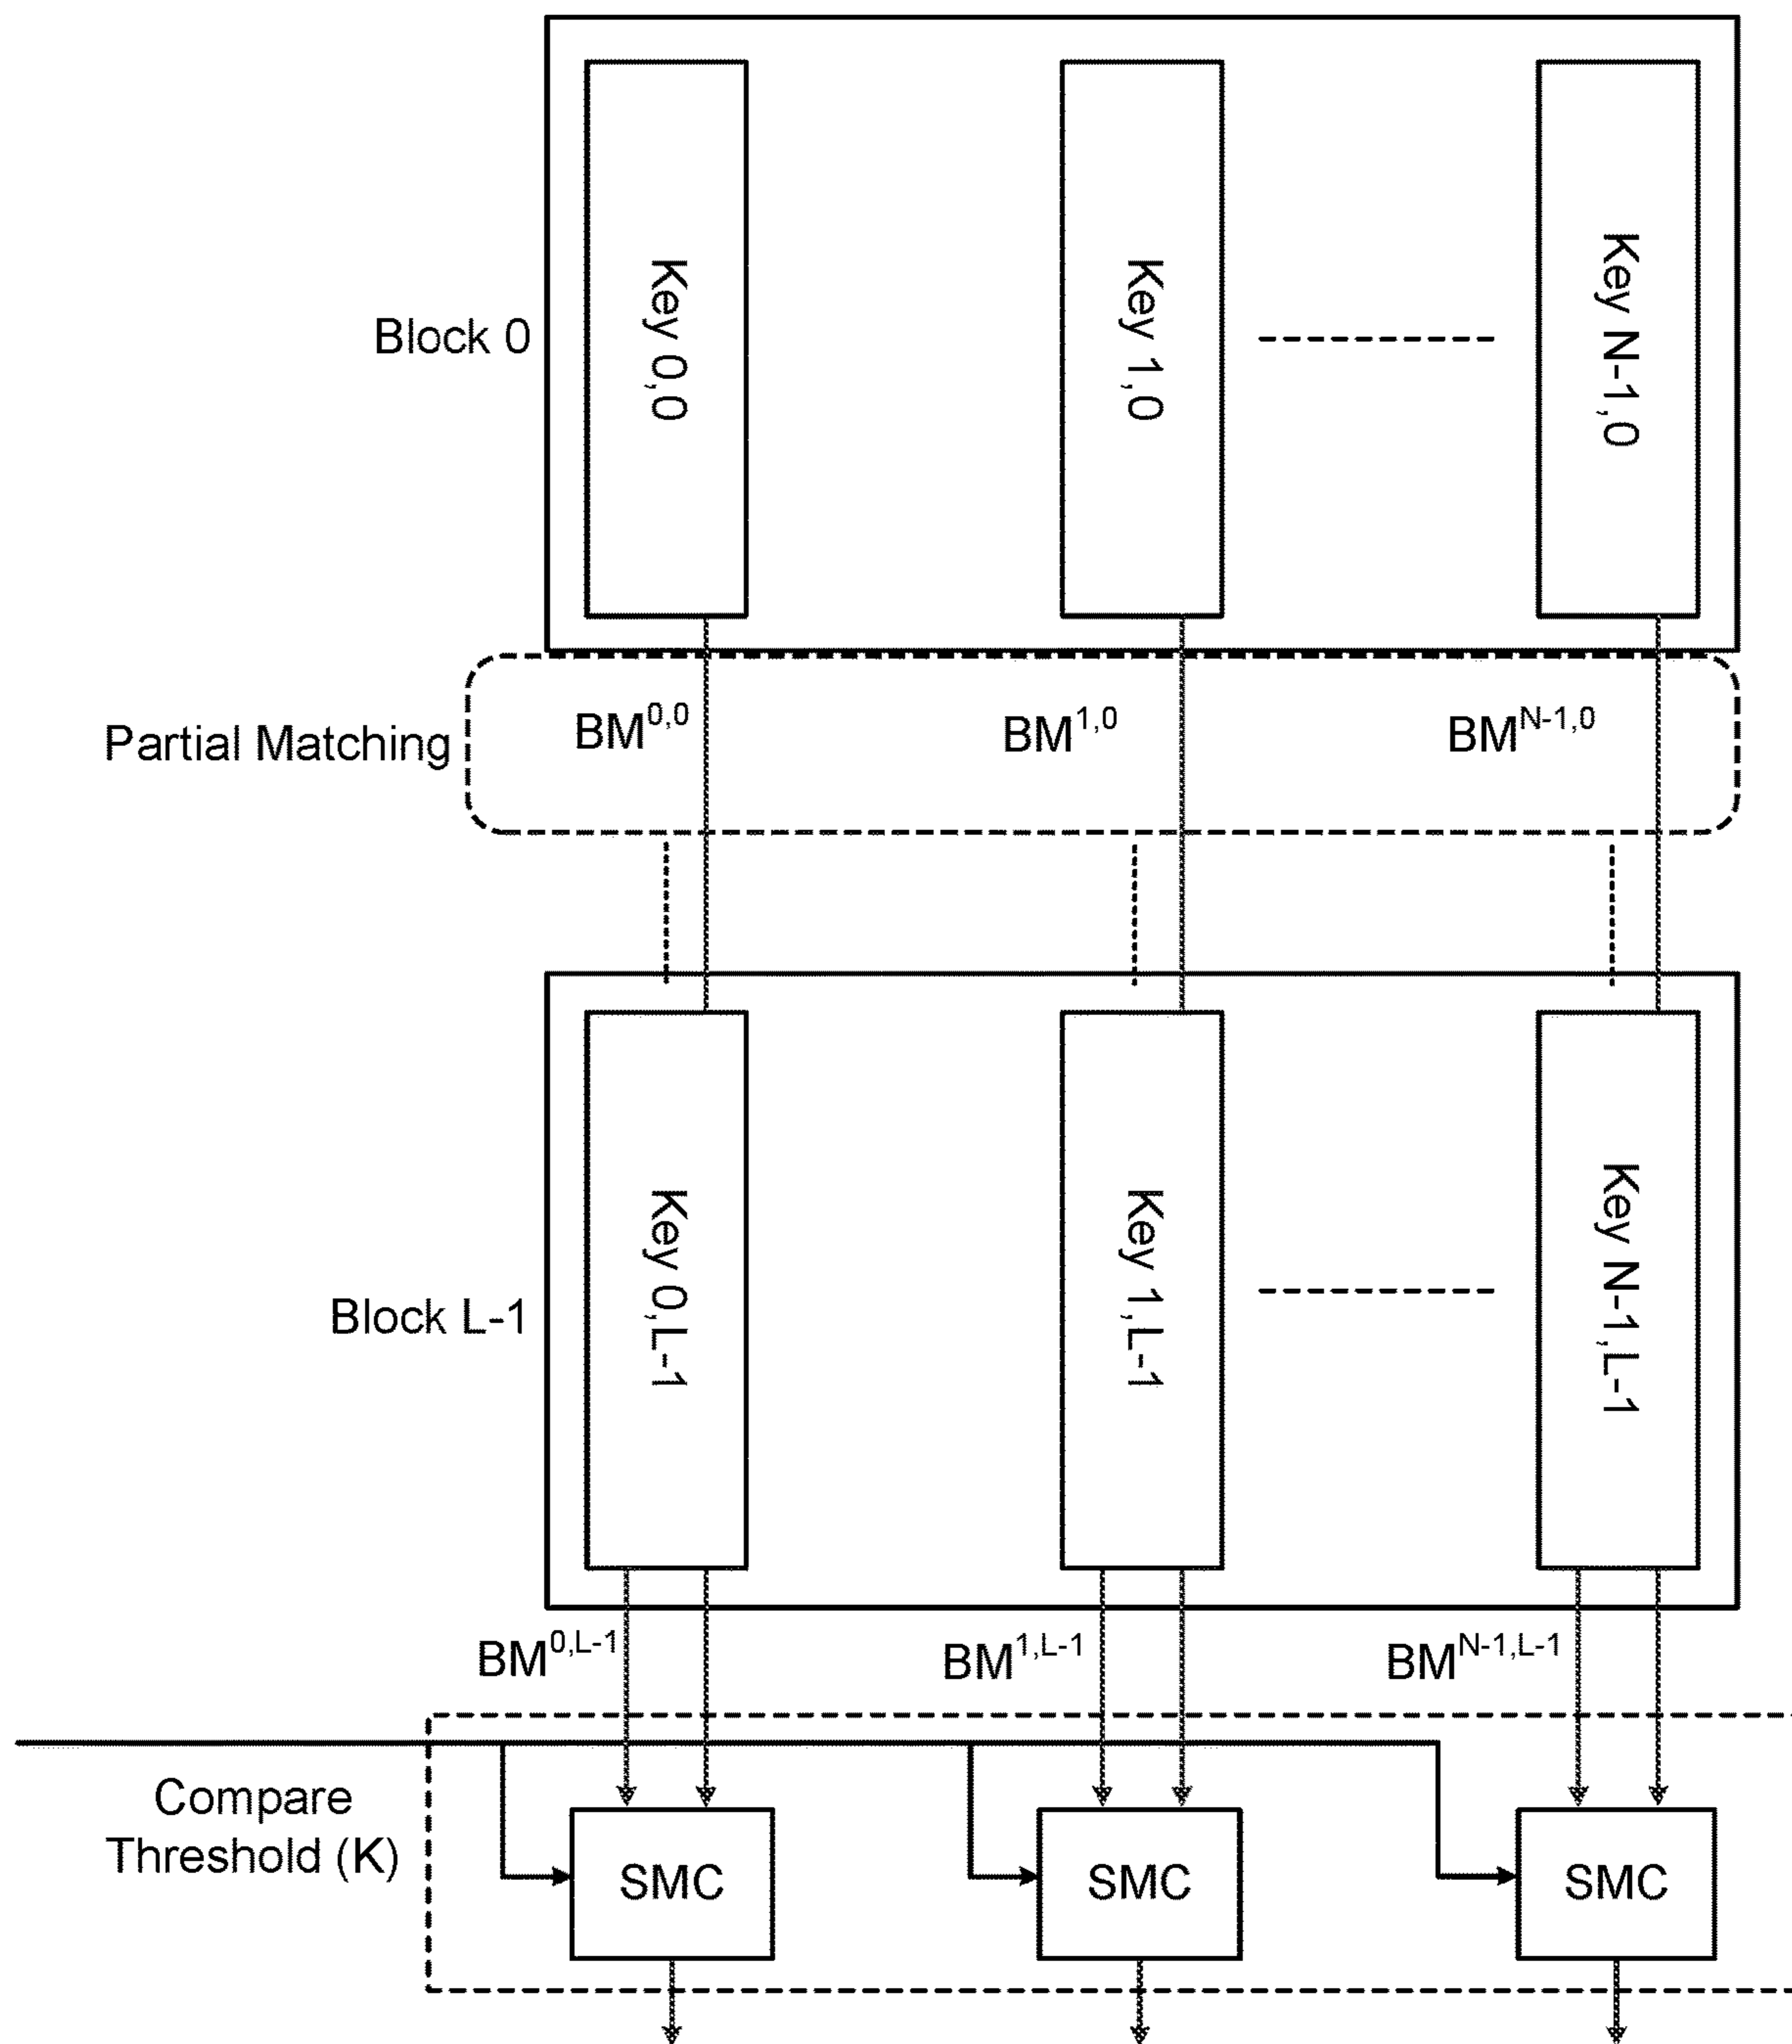 Block 0
Key 0,0
Key 1,0
Key N-1,0
Partial Matching
BM0,0
BM1,0
BMN-1,0
Block L-1
Key 0,L-1
Key 1,L-1
Key N-1,L-1
BM0,L-1
BM1,L-1
BMN-1,L-1
Compare
Threshold (K)
SMC
SMC
SMC